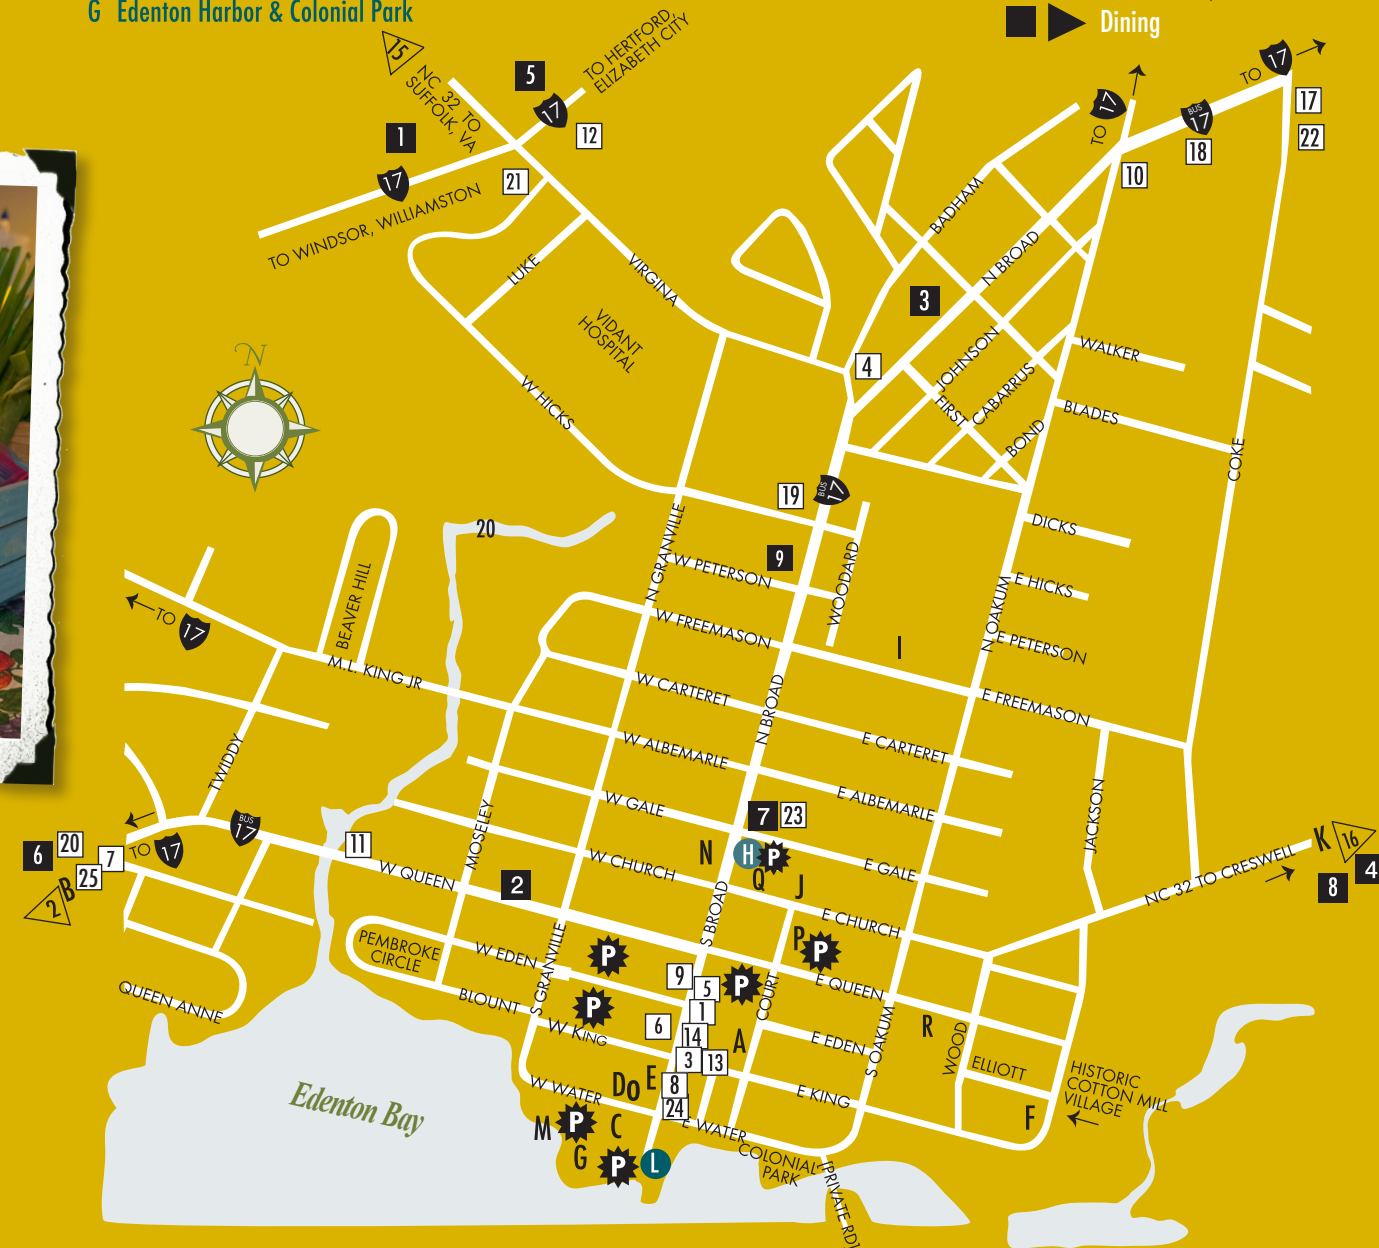 G Edenton Harbor & Colonial Park
Dining
15
NC 32 TO
SUFFOLK, VA
5
TO HERTFORD,
ELIZABETH CITY
17
12
1
17
21
TO WINDSOR, WILLIAMSTON
TO 17
TO 17
BUS 17
17
22
18
10
BADHAM
N BROAD
3
LUKE
VIRGINA
VIDANT
HOSPITAL
N
4
JOHNSON
FIRST
CABARRUS
BOND
WALKER
BLADES
COKE
W HICKS
19
BUS 17
20
9
N GRANVILLE
W PETERSON
WOODARD
DICKS
E HICKS
N OAKUM
E PETERSON
BEAVER HILL
TO 17
W FREEMASON
I
M.L. KING JR
W CARTERET
N BROAD
E FREEMASON
E CARTERET
W ALBEMARLE
TWIDDY
E ALBEMARLE
W GALE
7
23
JACKSON
MOSELEY
BUS 17
11
6
20
7
25
TO 17
B
2
N
H
P
Q
J
E GALE
W CHURCH
W QUEEN
2
K
16
4
8
NC 32 TO CRESWELL
S BROAD
E CHURCH
P
P
PEMBROKE
CIRCLE
W EDEN
S GRANVILLE
P
9
5
P
COURT
E QUEEN
QUEEN ANNE
BLOUNT
P
1
6
14
A
R
W KING
3
13
E EDEN
S OAKUM
WOOD
ELLIOTT
Do
E
8
24
W WATER
E KING
HISTORIC
COTTON MILL
VILLAGE
F
Edenton Bay
M
P
C
E WATER
G
P
L
COLONIAL
PARK
[PRIVATE RD]